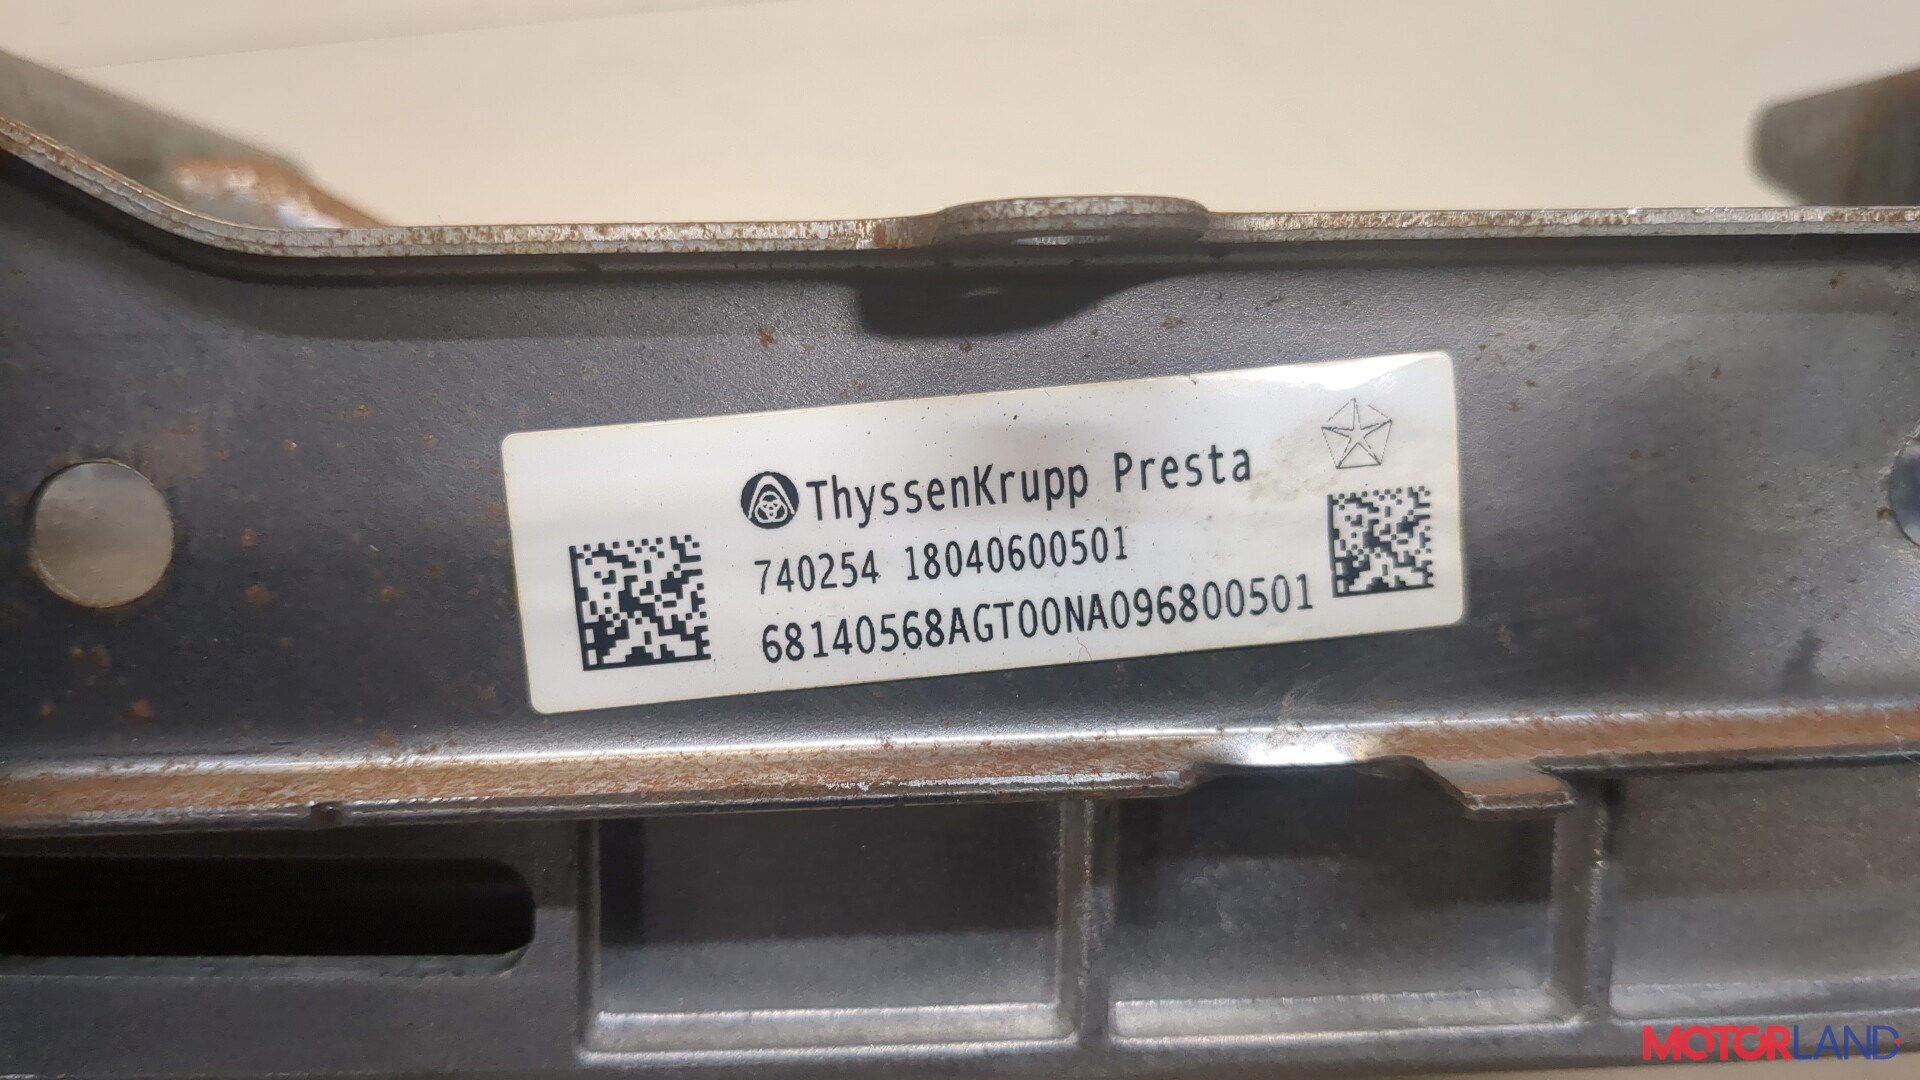 ThyssenKrupp Presta
740254 18040600501
68140568AGT00NA096800501
MOTORLAND